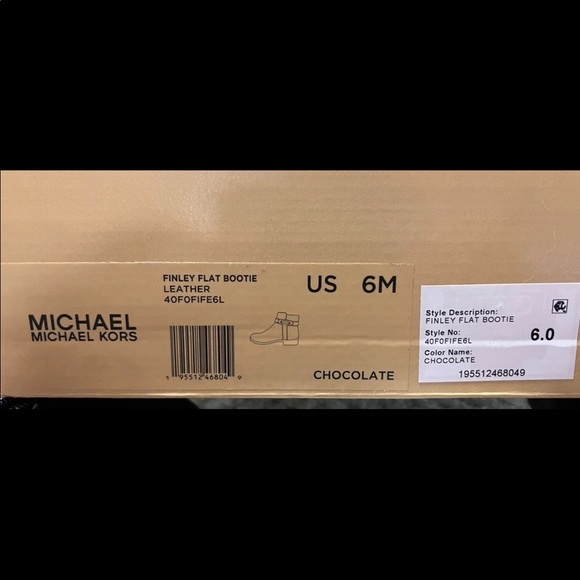 FINLEY FLAT BOOTIE
LEATHER
40F0FIFE6L
US 6M
MICHAEL
MICHAEL KORS
1 95512 46804 9
CHOCOLATE
Style Description:
FINLEY FLAT BOOTIE
Style No:
40F0FIFE6L
6.0
Color Name:
CHOCOLATE
195512468049